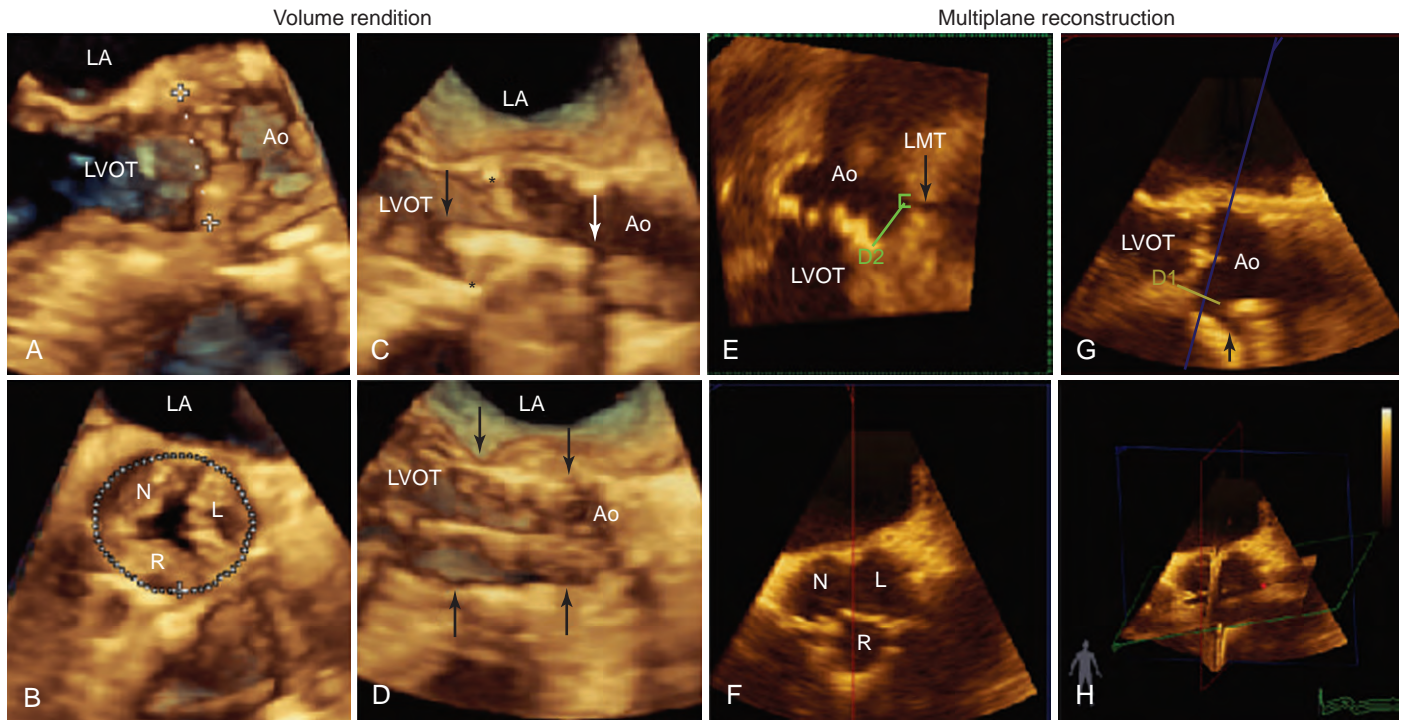 Volume rendition
Multiplane reconstruction
LA
Ao
LVOT
A
LA
*
LVOT
Ao
*
C
LMT
Ao
D2
LVOT
E
LVOT
Ao
D1
G
LA
N
L
R
B
LA
LVOT
Ao
D
N
L
R
F
H